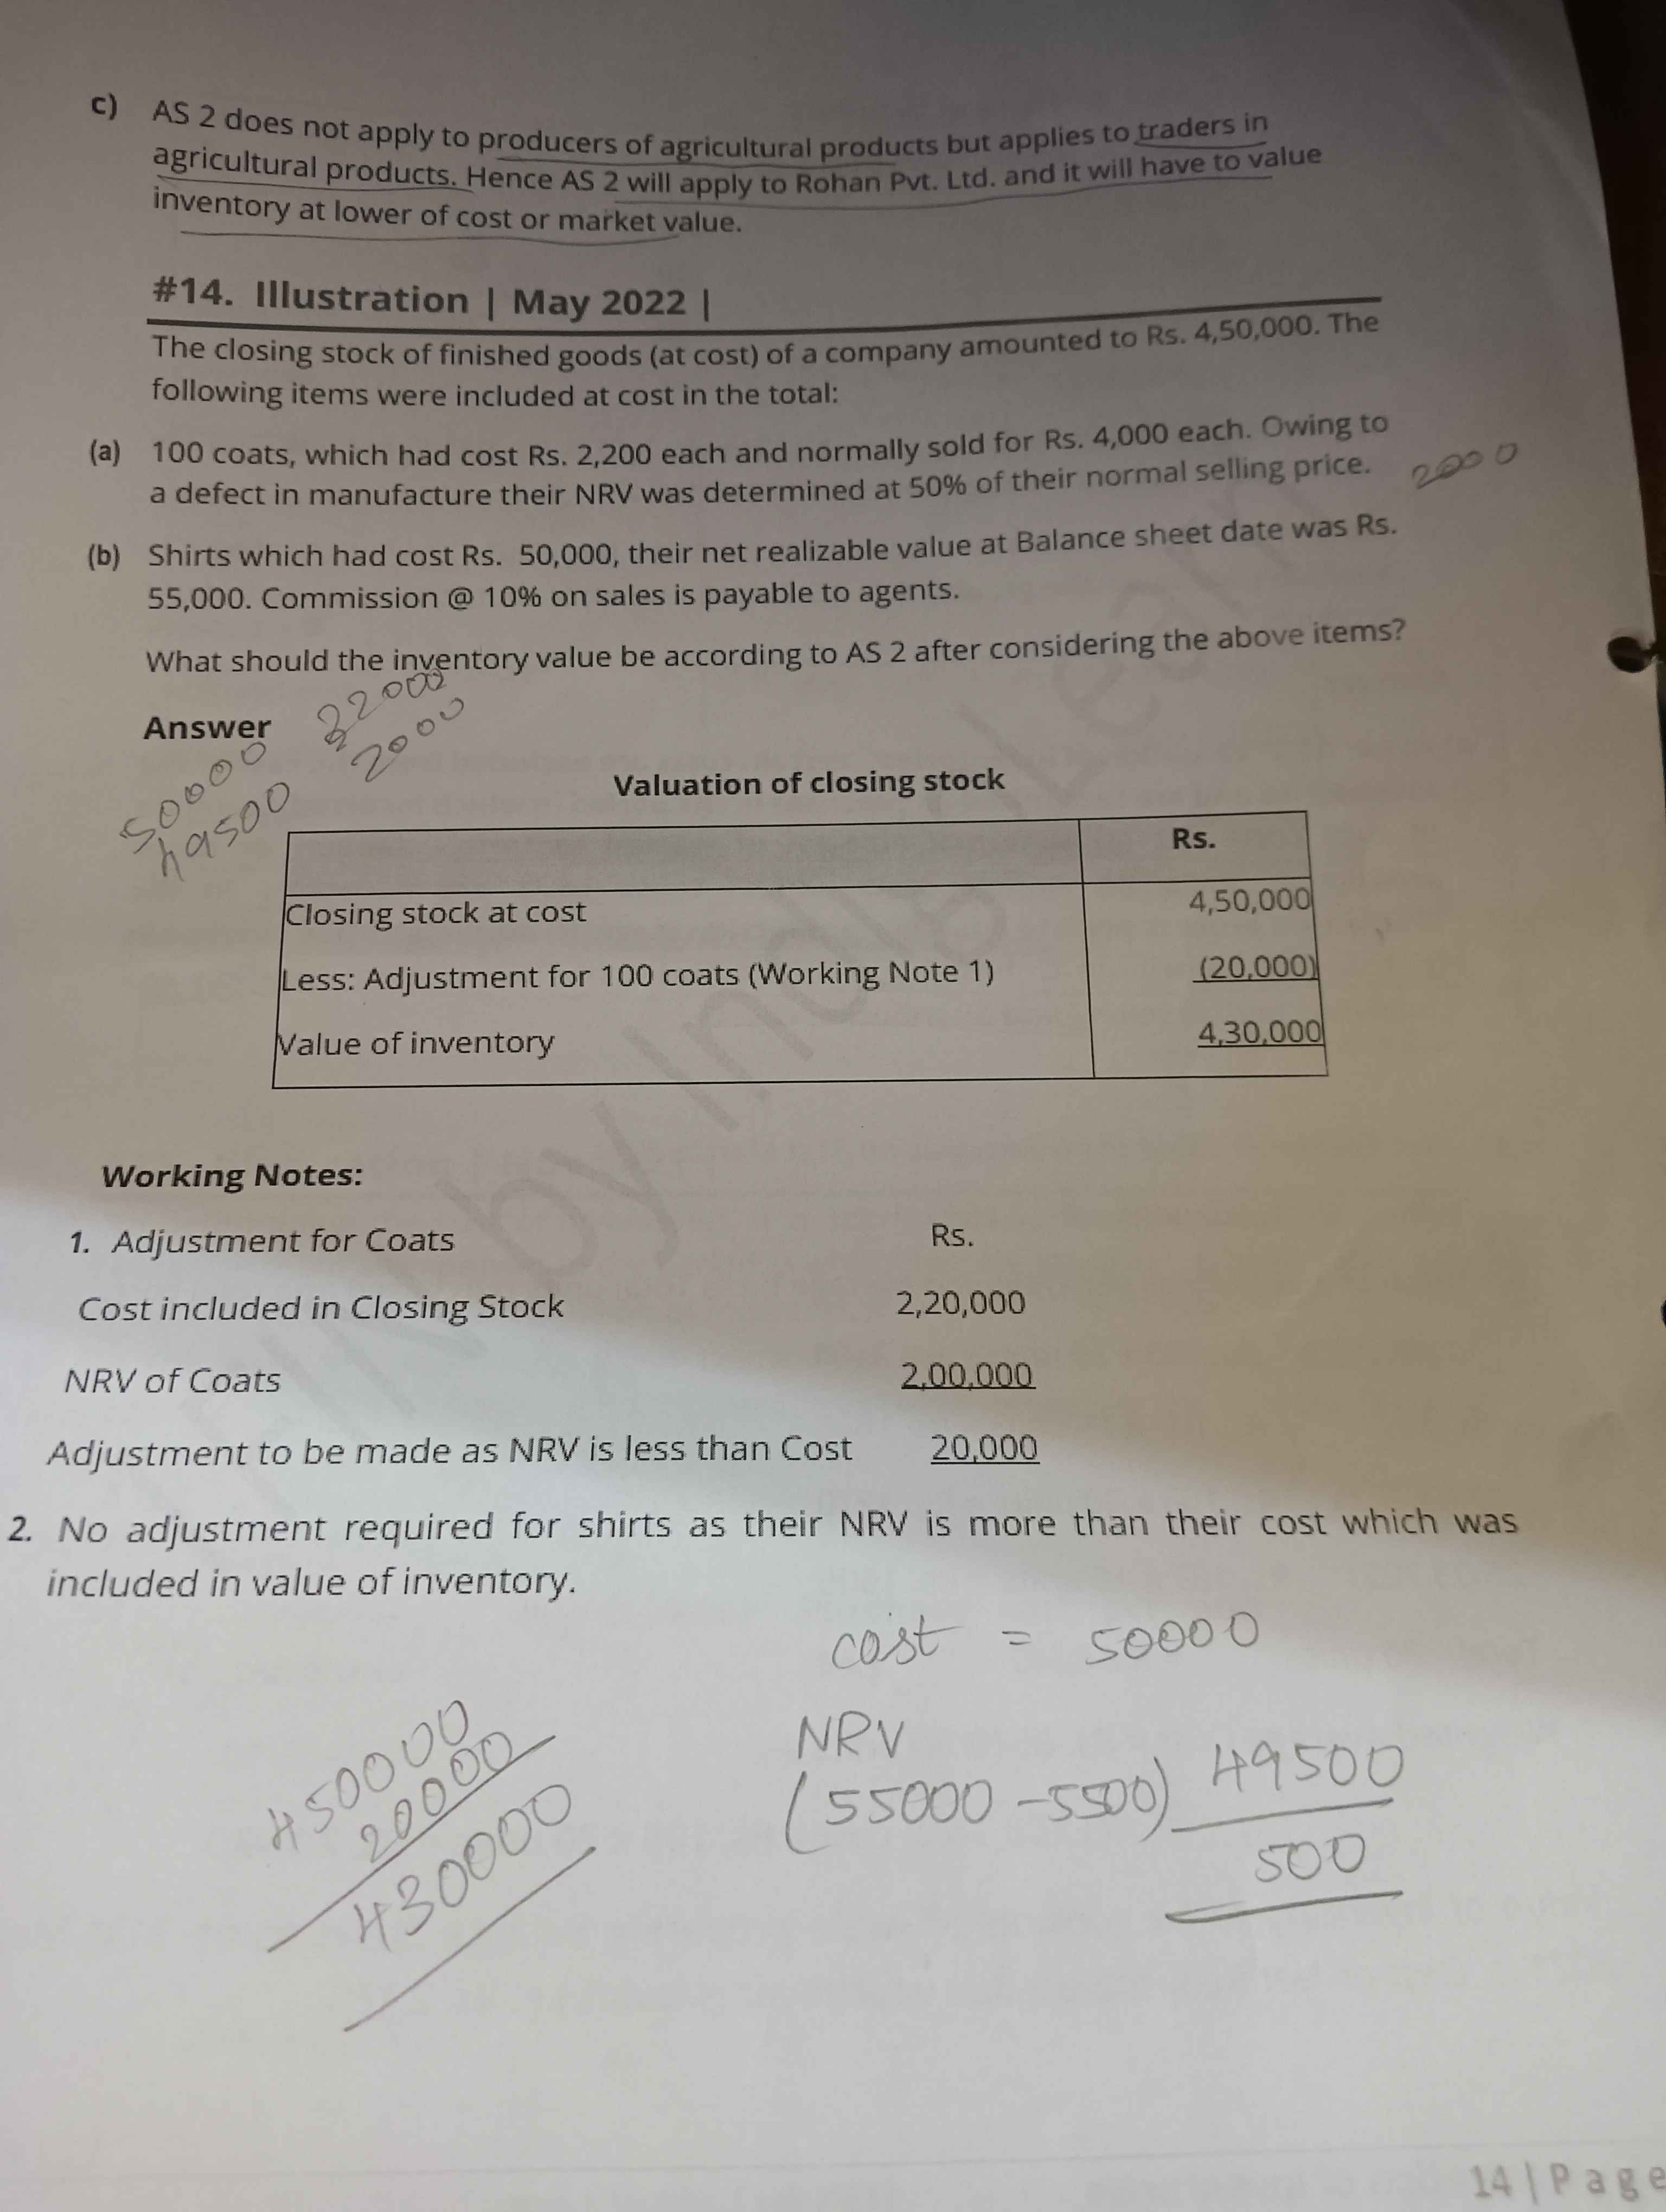 c) AS 2 does not apply to producers of agricultural products but applies to traders in
agricultural products. Hence AS 2 will apply to Rohan Pvt. Ltd. and it will have to value
inventory at lower of cost or market value.
#14. Illustration | May 2022 |
The closing stock of finished goods (at cost) of a company amounted to Rs. 4,50,000. The
following items were included at cost in the total:
(a) 100 coats, which had cost Rs. 2,200 each and normally sold for Rs. 4,000 each. Owing to
a defect in manufacture their NRV was determined at 50% of their normal selling price.
2000
(b) Shirts which had cost Rs. 50,000, their net realizable value at Balance sheet date was Rs.
55,000. Commission @ 10% on sales is payable to agents.
What should the inventory value be according to AS 2 after considering the above items?
22000
2000
Answer
50000
49500
Valuation of closing stock
Rs.
Closing stock at cost 4,50,000
Less: Adjustment for 100 coats (Working Note 1) (20,000)
Value of inventory 4,30,000
Working Notes:
1. Adjustment for Coats Rs.
Cost included in Closing Stock 2,20,000
NRV of Coats 2,00,000
Adjustment to be made as NRV is less than Cost 20,000
2. No adjustment required for shirts as their NRV is more than their cost which was
included in value of inventory.
cost = 50000
NRV
(55000 - 5500) 49500
500
450000
20000
430000
by Indigolearn
14 | Page